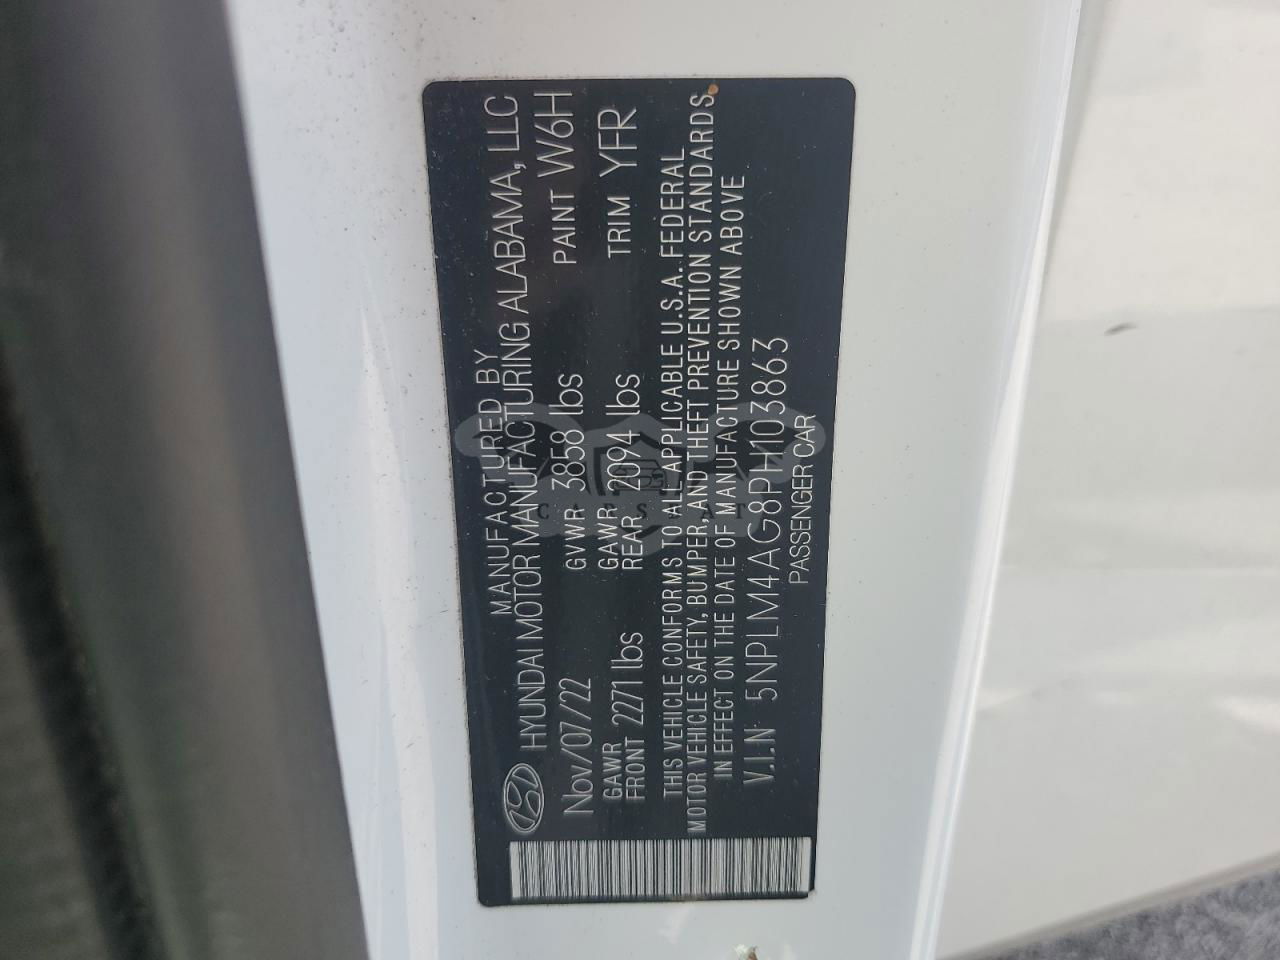 MANUFACTURED BY
HYUNDAI MOTOR MANUFACTURING ALABAMA, LLC
Nov/07/22 GVWR 3858 lbs PAINT W6H
GAWR FRONT 2271 lbs GAWR REAR 2094 lbs TRIM YFR
THIS VEHICLE CONFORMS TO ALL APPLICABLE U.S.A. FEDERAL
MOTOR VEHICLE SAFETY, BUMPER, AND THEFT PREVENTION STANDARDS
IN EFFECT ON THE DATE OF MANUFACTURE SHOWN ABOVE
V.I.N 5NPLM4AG8PH103863
PASSENGER CAR